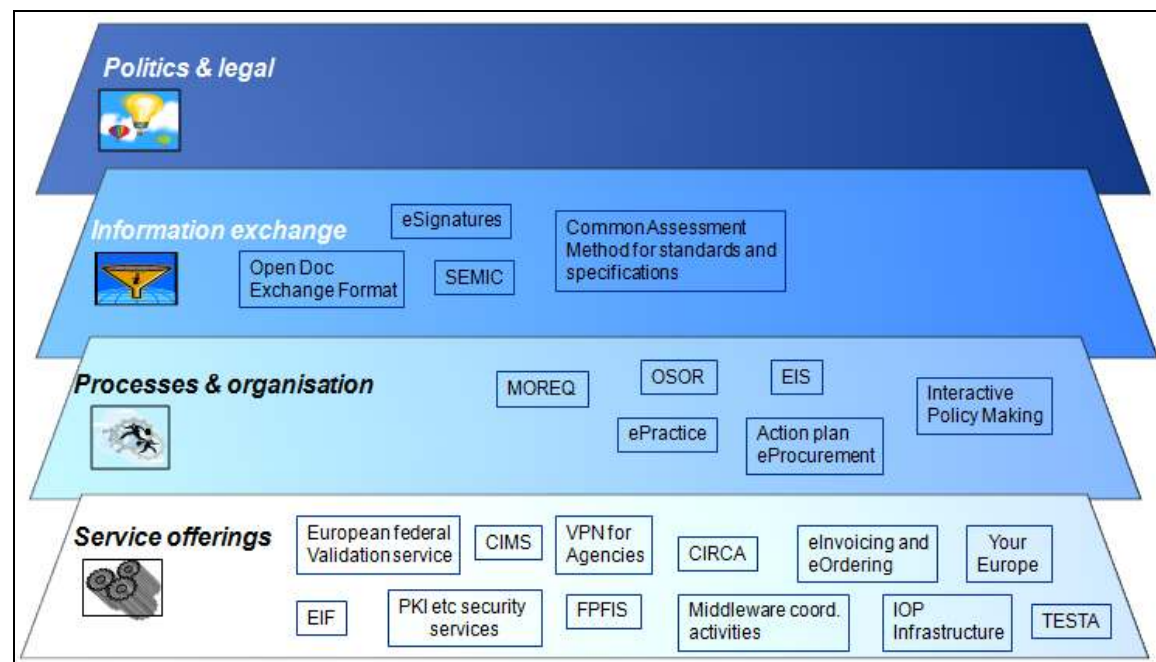 Politics & legal
Information exchange
eSignatures
Common Assessment
Method for standards and
specifications
Open Doc
Exchange Format
SEMIC
Processes & organisation
MOREQ
OSOR
EIS
Interactive
Policy Making
ePractice
Action plan
eProcurement
Service offerings
European federal
Validation service
CIMS
VPN for
Agencies
CIRCA
eInvoicing and
eOrdering
Your
Europe
EIF
PKI etc security
services
FPFIS
Middleware coord.
activities
IOP
Infrastructure
TESTA